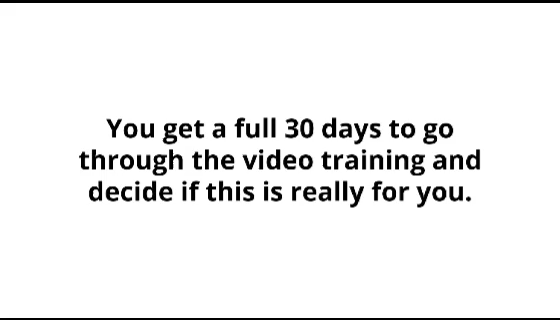 You get a full 30 days to go
through the video training and
decide if this is really for you.